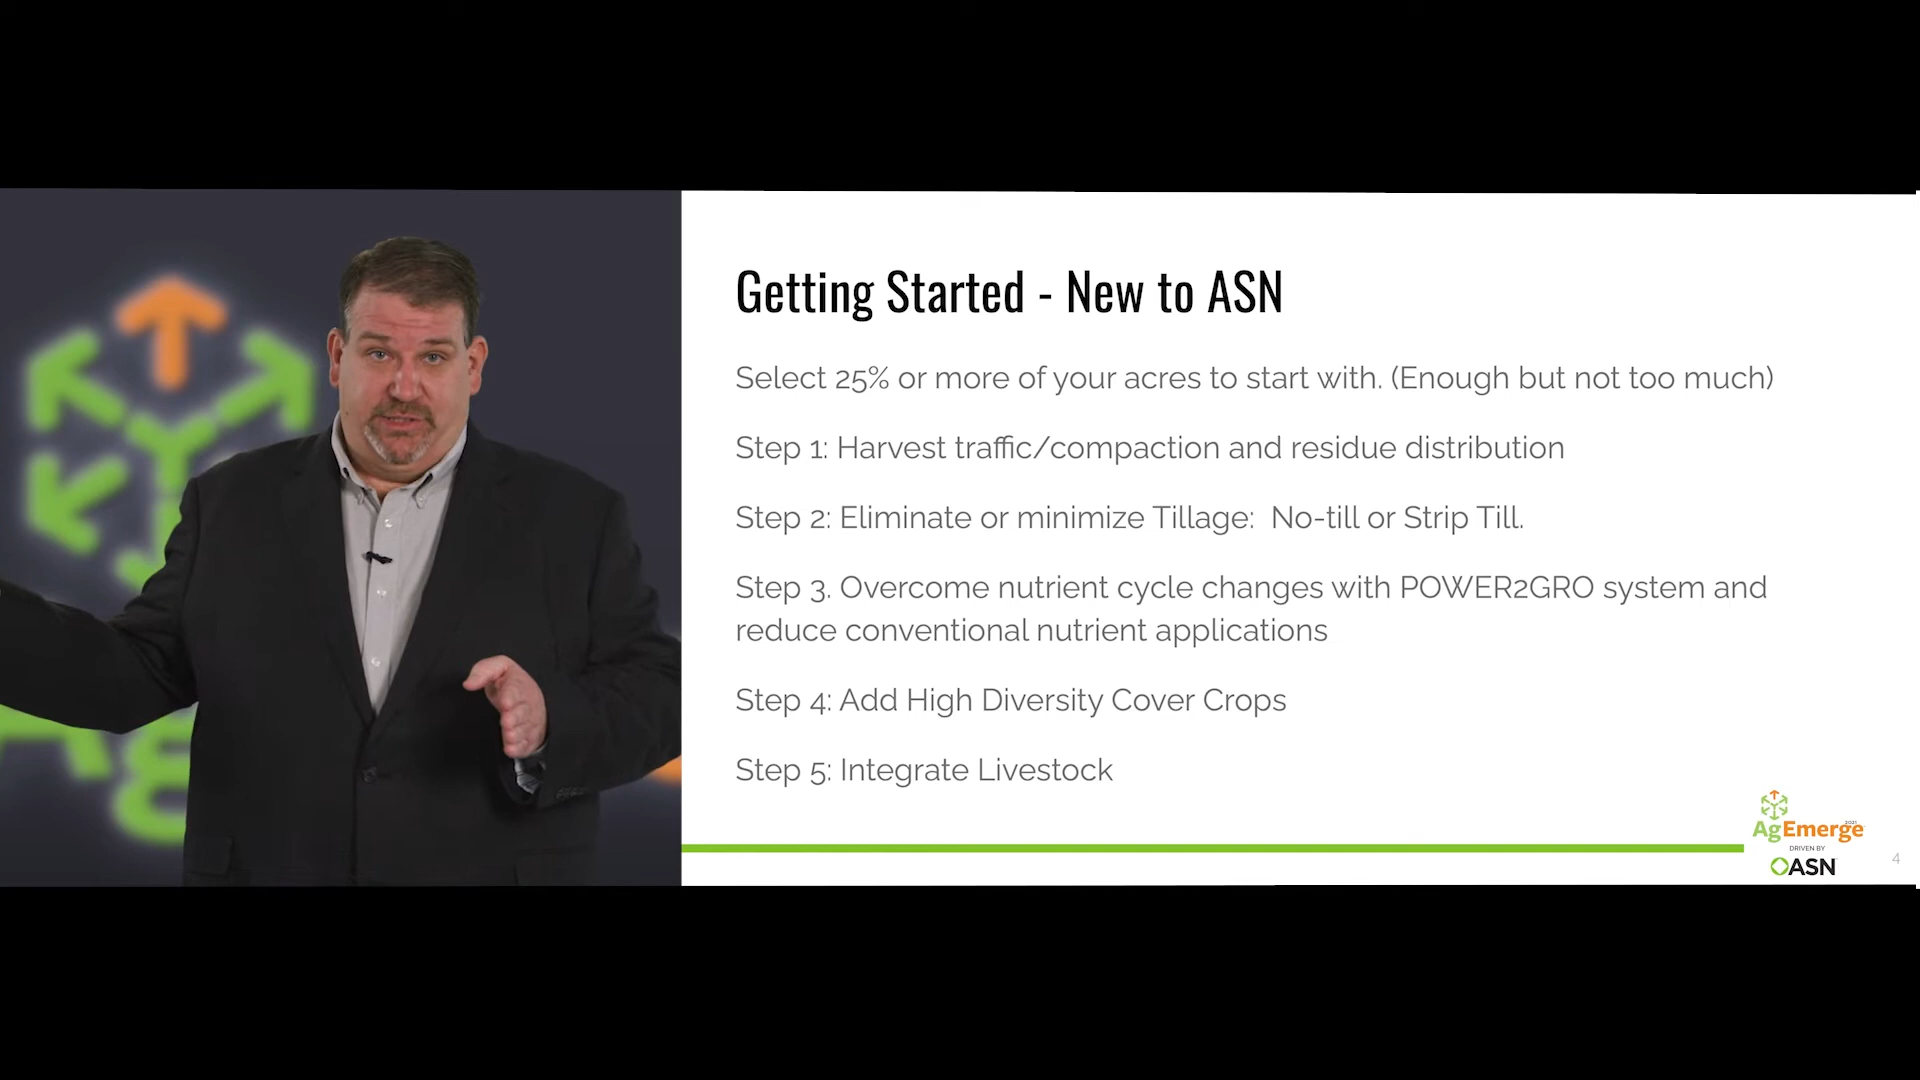 Getting Started - New to ASN
Select 25% or more of your acres to start with. (Enough but not too much)
Step 1: Harvest traffic/compaction and residue distribution
Step 2: Eliminate or minimize Tillage:  No-till or Strip Till.
Step 3. Overcome nutrient cycle changes with POWER2GRO system and
reduce conventional nutrient applications
Step 4: Add High Diversity Cover Crops
Step 5: Integrate Livestock
2021
AgEmerge
DRIVEN BY
ASN
4
Ag